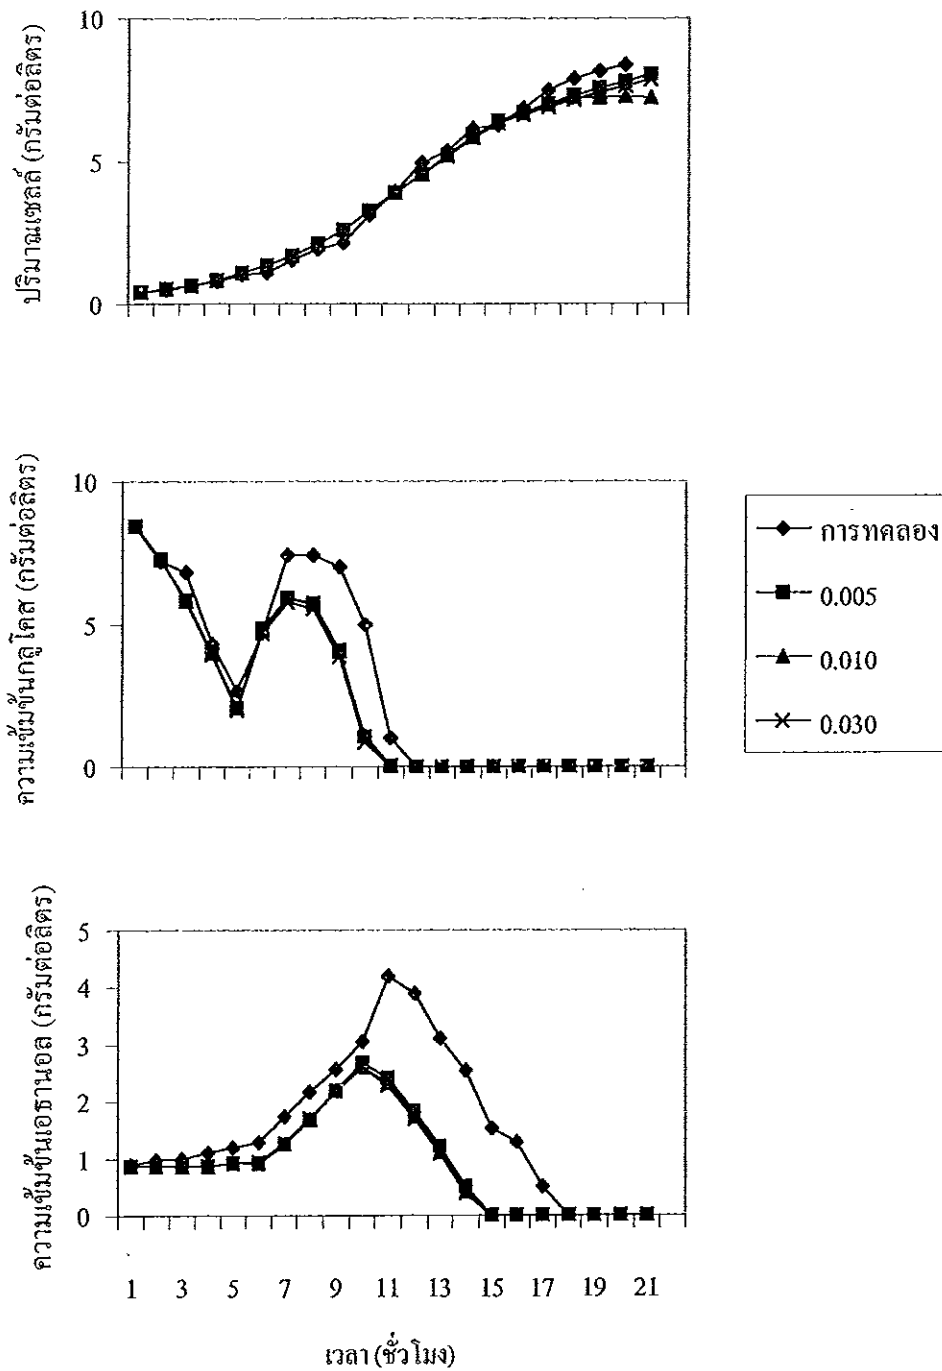 ปริมาณเซลล์ (กรัมต่อลิตร)
10
5
0
ความเข้มข้นกลูโคส (กรัมต่อลิตร)
10
5
0
การทดลอง
0.005
0.010
0.030
ความเข้มข้นเอธานอล (กรัมต่อลิตร)
5
4
3
2
1
0
1 3 5 7 9 11 13 15 17 19 21
เวลา (ชั่วโมง)